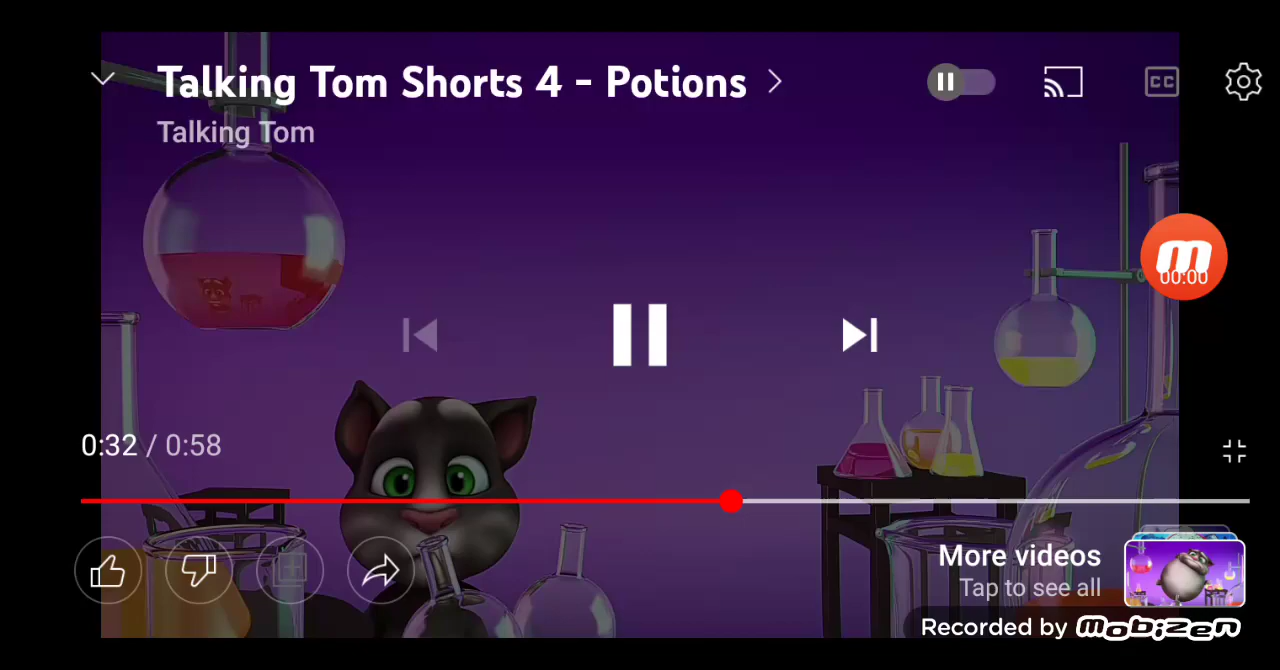 Talking Tom Shorts 4 - Potions
Talking Tom
CC
00:00
0:32 / 0:58
More videos
Tap to see all
Recorded by mobizen